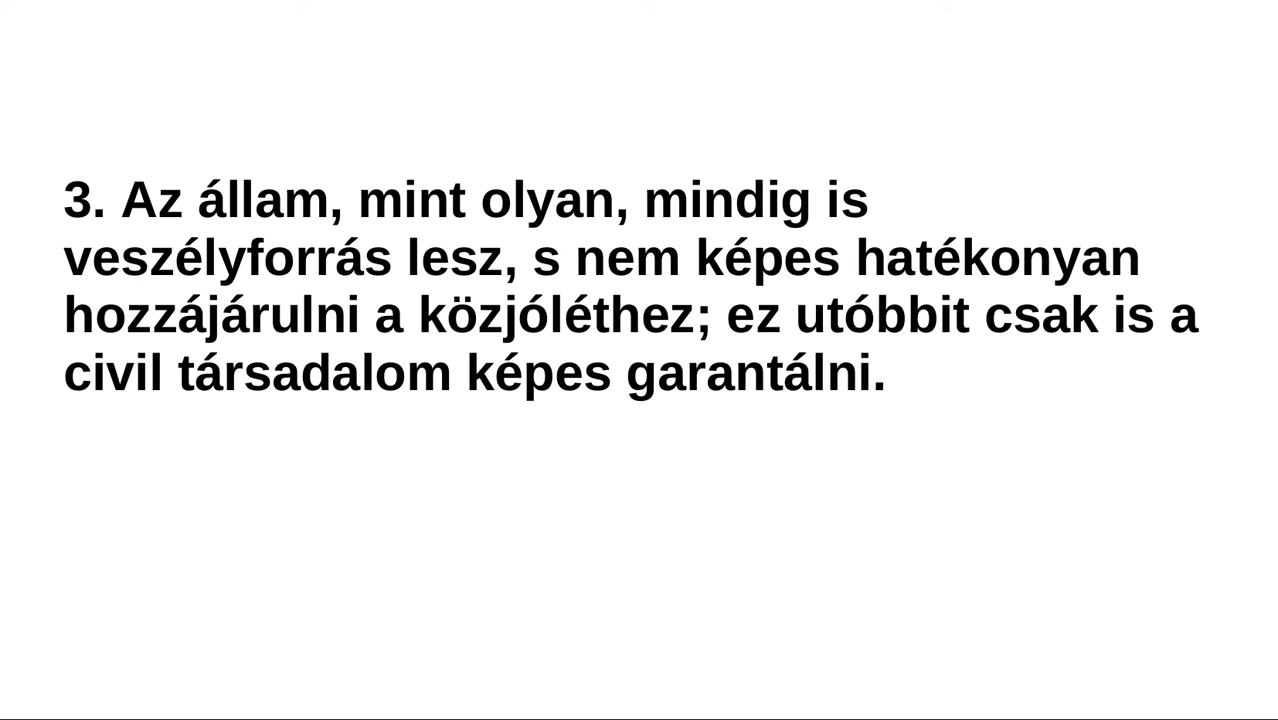 3. Az állam, mint olyan, mindig is
veszélyforrás lesz, s nem képes hatékonyan
hozzájárulni a közjóléthez; ez utóbbit csak is a
civil társadalom képes garantálni.